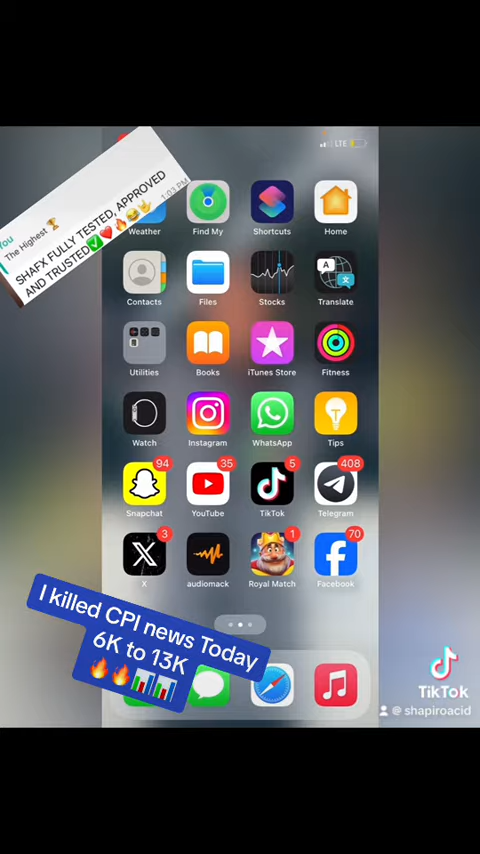 LTE
You
The Highest 🏆
SHAFX FULLY TESTED, APPROVED
AND TRUSTED✅❤️🔥😂🤟
1:03 PM
Weather Find My Shortcuts Home
Contacts Files Stocks Translate
Utilities Books iTunes Store Fitness
Watch Instagram WhatsApp Tips
94 35 5 408
Snapchat YouTube TikTok Telegram
3 1 70
X audiomack Royal Match Facebook
I killed CPI news Today
6K to 13K
🔥🔥📊📊
TikTok
@ shapiroacid